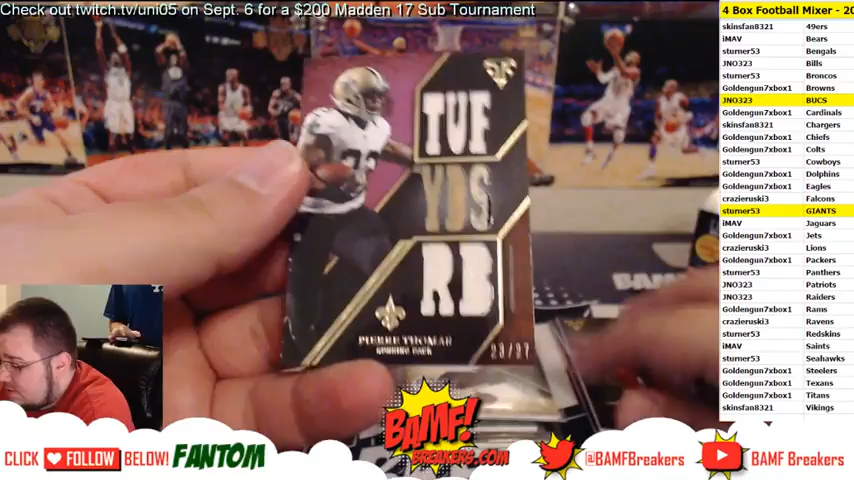 Check out twitch.tv/uni05 on Sept. 6 for a $200 Madden 17 Sub Tournament
TUF
YDS
RB
PIERRE THOMAS
RUNNING BACK
23/27
4 Box Football Mixer - 20
skinsfan8321 49ers
iMAV Bears
sturner53 Bengals
JNO323 Bills
sturner53 Broncos
Goldengun7xbox1 Browns
JNO323 BUCS
Goldengun7xbox1 Cardinals
skinsfan8321 Chargers
Goldengun7xbox1 Chiefs
Goldengun7xbox1 Colts
sturner53 Cowboys
Goldengun7xbox1 Dolphins
Goldengun7xbox1 Eagles
crazieruski3 Falcons
sturner53 GIANTS
iMAV Jaguars
Goldengun7xbox1 Jets
crazieruski3 Lions
Goldengun7xbox1 Packers
sturner53 Panthers
JNO323 Patriots
JNO323 Raiders
Goldengun7xbox1 Rams
crazieruski3 Ravens
sturner53 Redskins
iMAV Saints
sturner53 Seahawks
Goldengun7xbox1 Steelers
Goldengun7xbox1 Texans
Goldengun7xbox1 Titans
skinsfan8321 Vikings
BAM
CLICK FOLLOW BELOW! FANTOM
BAMF!
BREAKERS.COM
@BAMFBreakers
BAMF Breakers